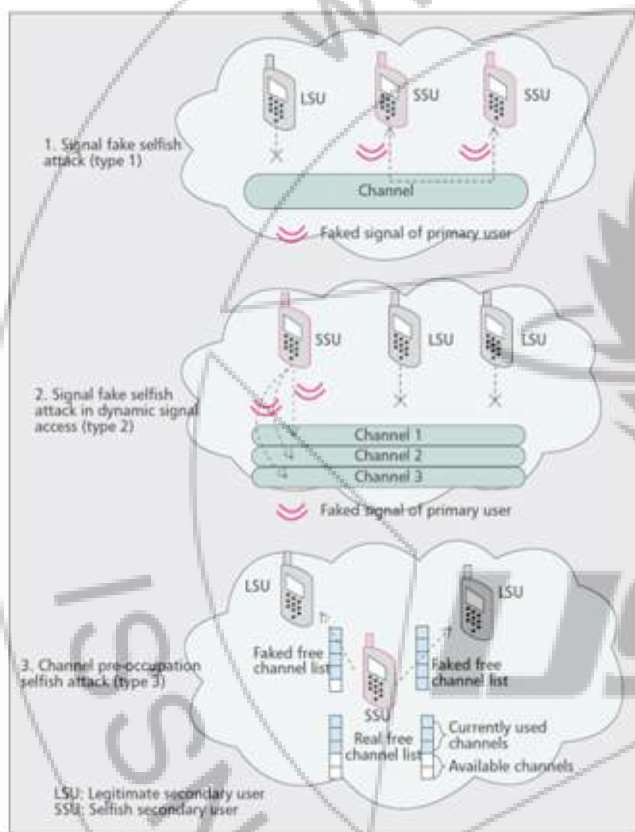 LSU
SSU
SSU
1. Signal fake selfish
attack (type 1)
Channel
Faked signal of primary user
SSU
LSU
LSU
2. Signal fake selfish
attack in dynamic signal
access (type 2)
Channel 1
Channel 2
Channel 3
Faked signal of primary user
LSU
LSU
Faked free
channel list
Faked free
channel list
3. Channel pre-occupation
selfish attack (type 3)
SSU
Real free
channel list
Currently used
channels
Available channels
LSU: Legitimate secondary user
SSU: Selfish secondary user